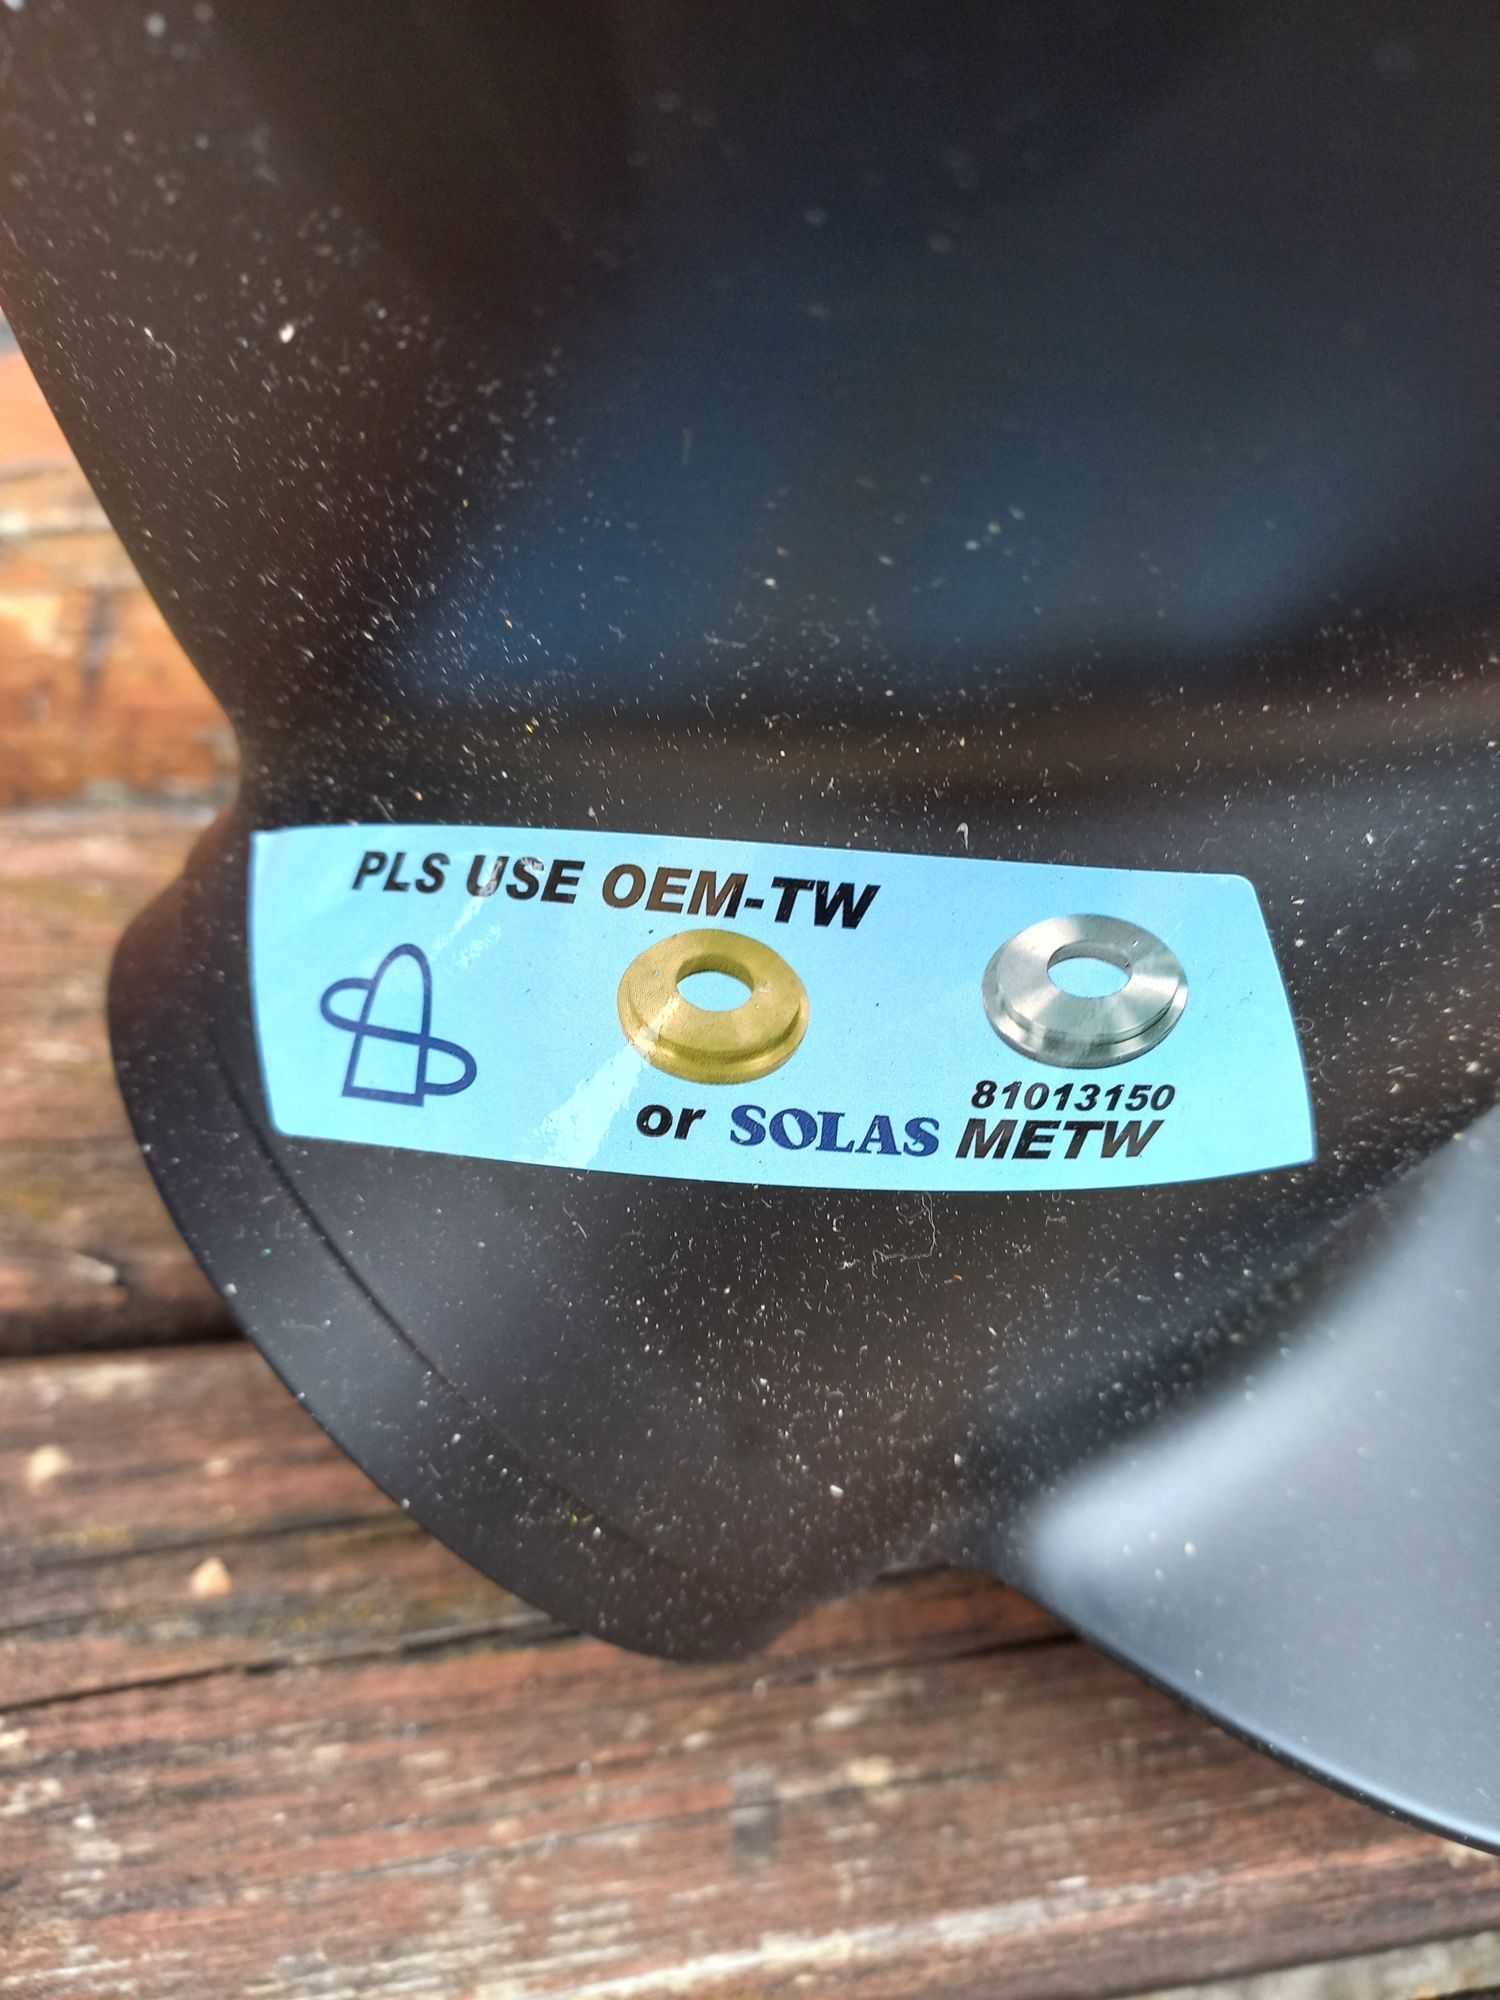 PLS USE OEM-TW
81013150
or SOLAS METW